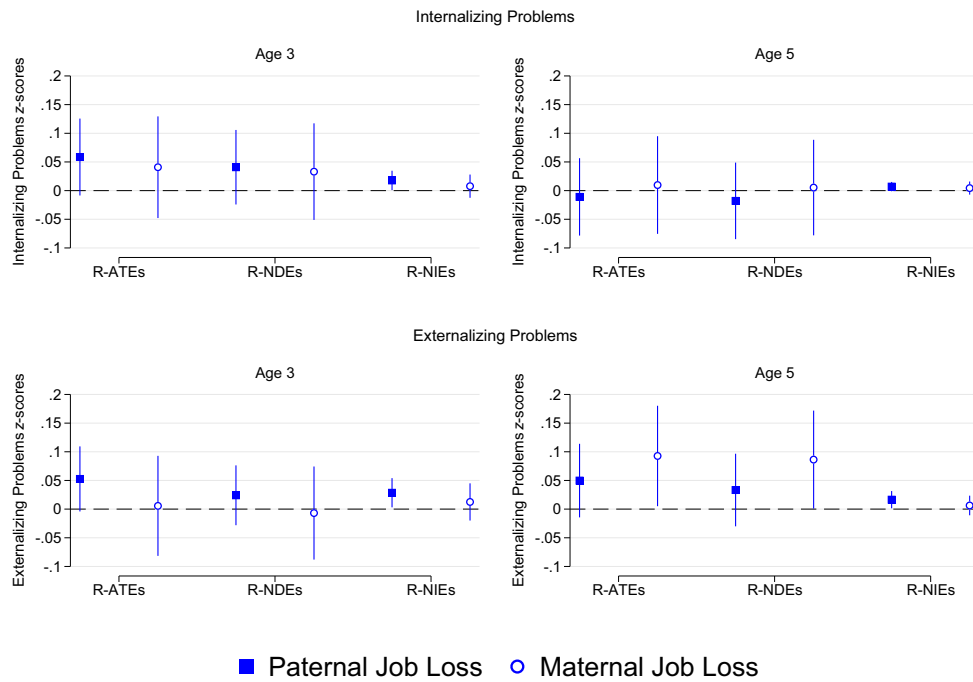 Internalizing Problems
Age 3
Internalizing Problems z-scores
.2
.15
.1
.05
0
-.05
-.1
R-ATEs R-NDEs R-NIEs
Age 5
Internalizing Problems z-scores
.2
.15
.1
.05
0
-.05
-.1
R-ATEs R-NDEs R-NIEs
Externalizing Problems
Age 3
Externalizing Problems z-scores
.2
.15
.1
.05
0
-.05
-.1
R-ATEs R-NDEs R-NIEs
Age 5
Externalizing Problems z-scores
.2
.15
.1
.05
0
-.05
-.1
R-ATEs R-NDEs R-NIEs
Paternal Job Loss Maternal Job Loss